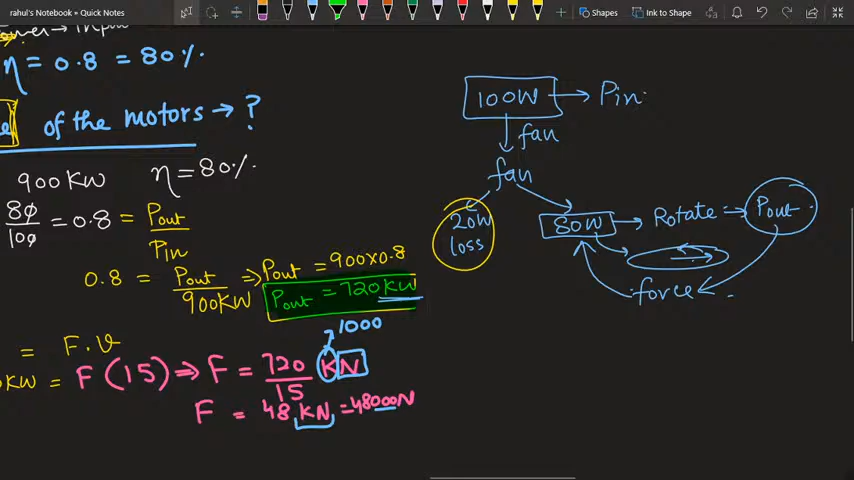 rahul's Notebook • Quick Notes
Shapes
Ink to Shape
η = 0.8 = 80%
of the motors → ?
900 KW η = 80%
80/100 = 0.8 = Pout/Pin
0.8 = Pout/900KW ⇒ Pout = 900×0.8
Pout = 720 KW
1000
= F.v
KW = F (15) ⇒ F = 720/15 KN
F = 48 KN = 48000N
100W → Pin
fan
fan
20W
loss
80W → Rotate ⇒ Pout
force